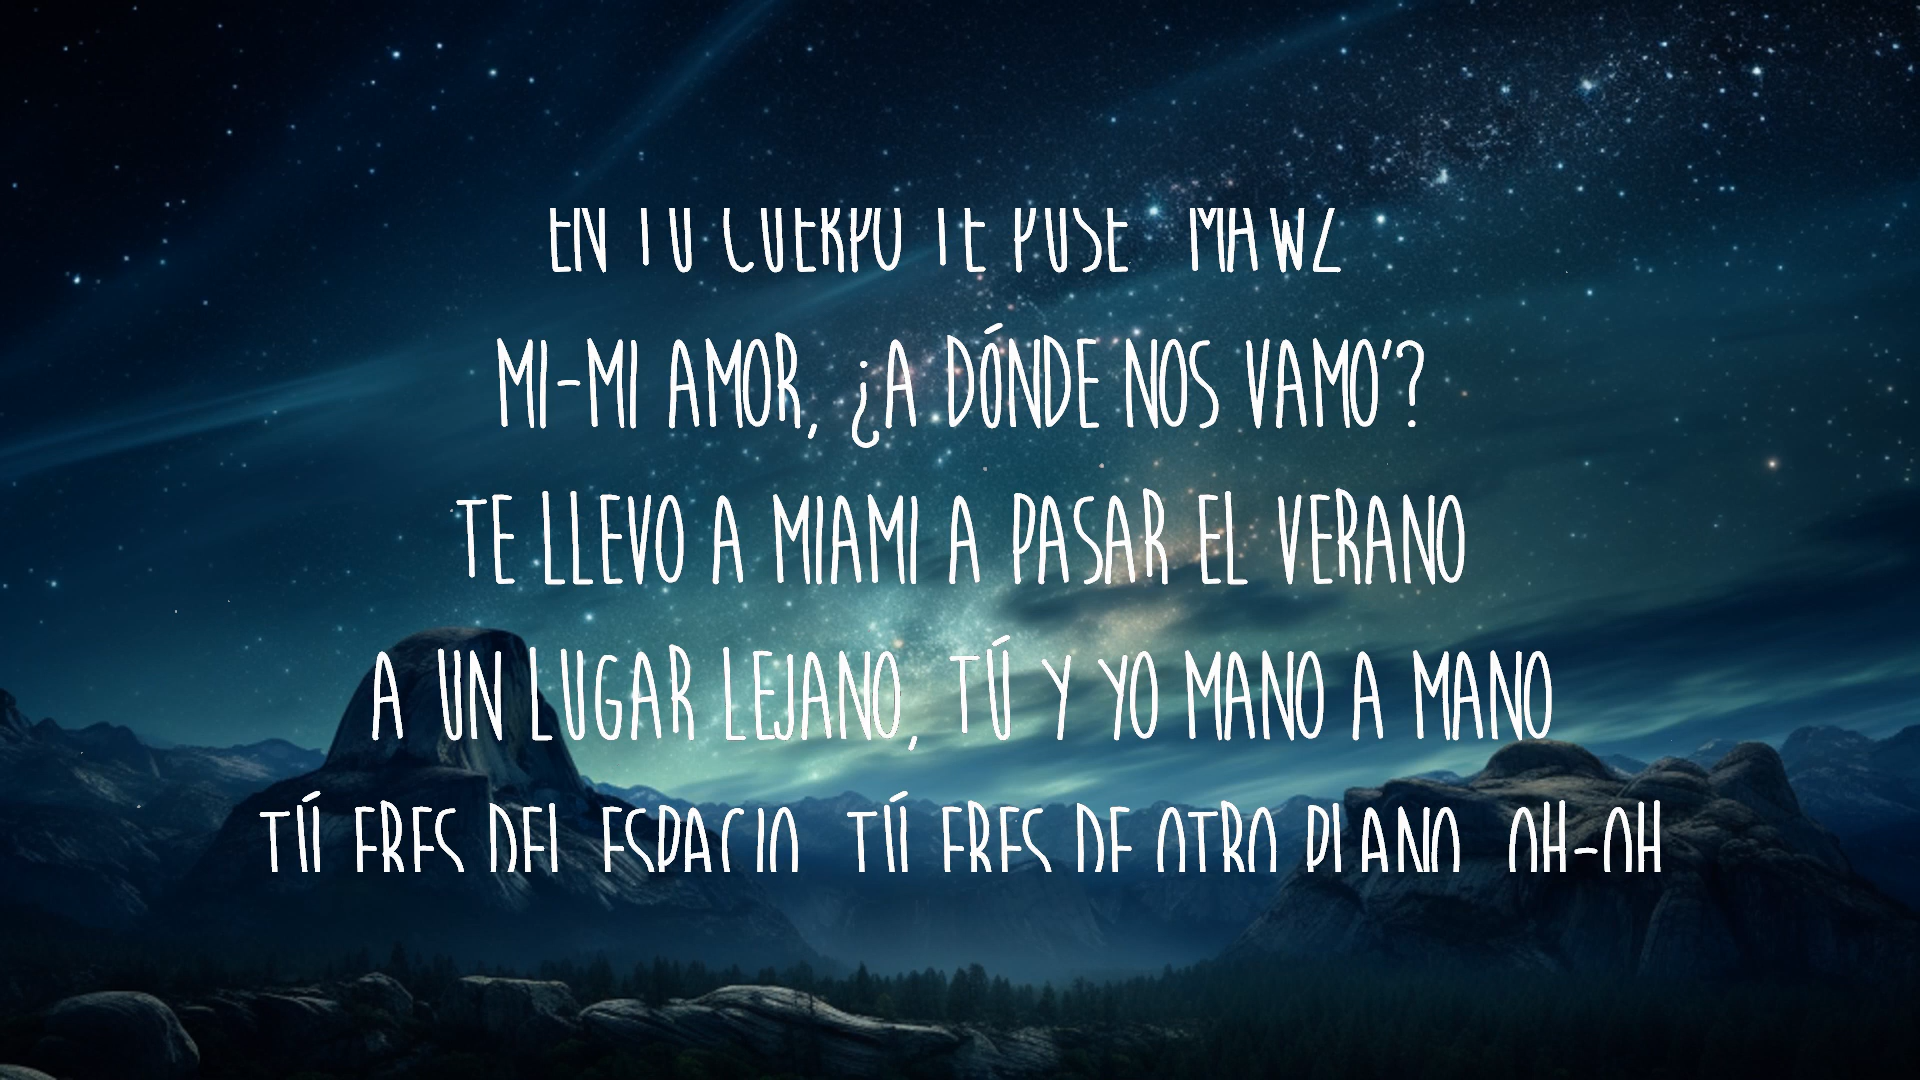 EN TU CUERPO TE PUSE "MAWZ"
MI-MI AMOR, ¿A DÓNDE NOS VAMO'?
TE LLEVO A MIAMI A PASAR EL VERANO
A UN LUGAR LEJANO, TÚ Y YO MANO A MANO
TÚ ERES DEL ESPACIO, TÚ ERES DE OTRO PLANO, OH-OH